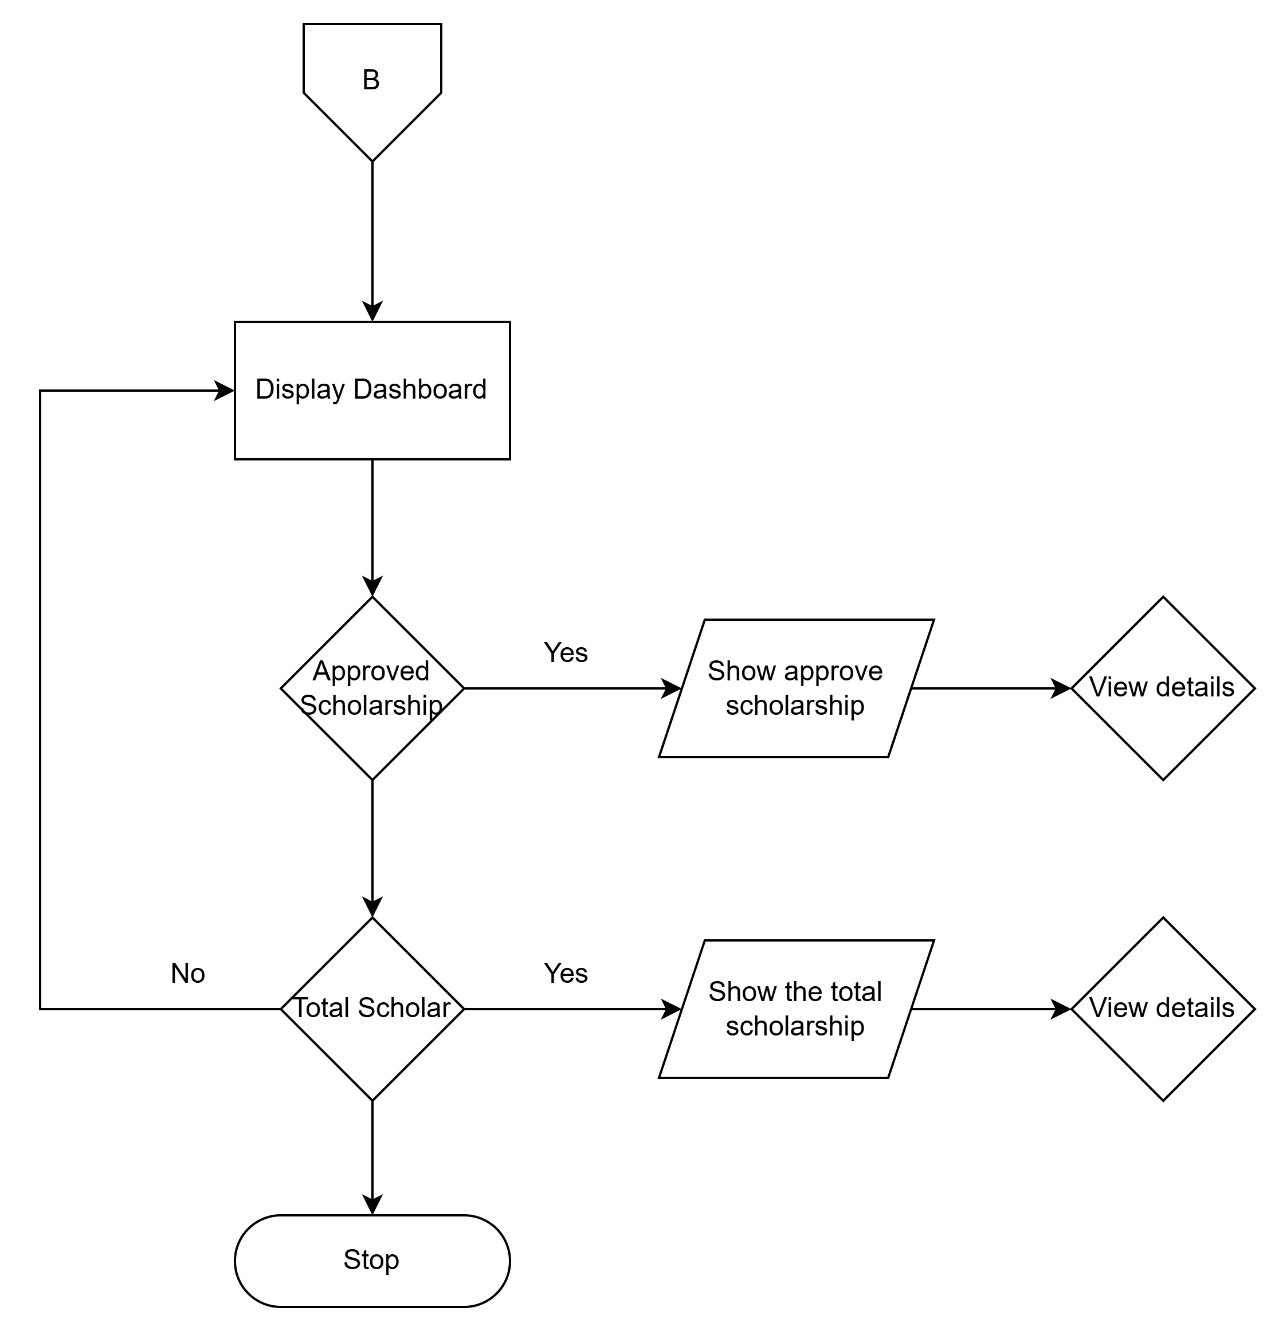 B
Display Dashboard
Approved
Scholarship
Yes
Show approve
scholarship
View details
No
Total Scholar
Yes
Show the total
scholarship
View details
Stop